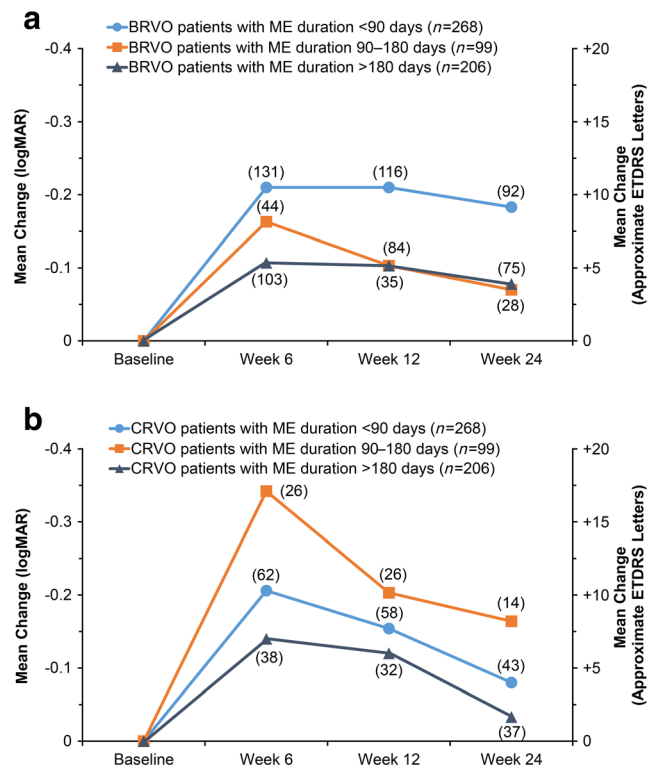 a
BRVO patients with ME duration <90 days (n=268)
BRVO patients with ME duration 90–180 days (n=99)
BRVO patients with ME duration >180 days (n=206)
-0.4
-0.3
-0.2
-0.1
0
Mean Change (logMAR)
+20
+15
+10
+5
0
Mean Change
(Approximate ETDRS Letters)
(131)
(116)
(92)
(44)
(84)
(75)
(103)
(35)
(28)
Baseline
Week 6
Week 12
Week 24
b
CRVO patients with ME duration <90 days (n=268)
CRVO patients with ME duration 90–180 days (n=99)
CRVO patients with ME duration >180 days (n=206)
-0.4
-0.3
-0.2
-0.1
0
Mean Change (logMAR)
+20
+15
+10
+5
0
Mean Change
(Approximate ETDRS Letters)
(26)
(26)
(14)
(62)
(58)
(43)
(38)
(32)
(37)
Baseline
Week 6
Week 12
Week 24